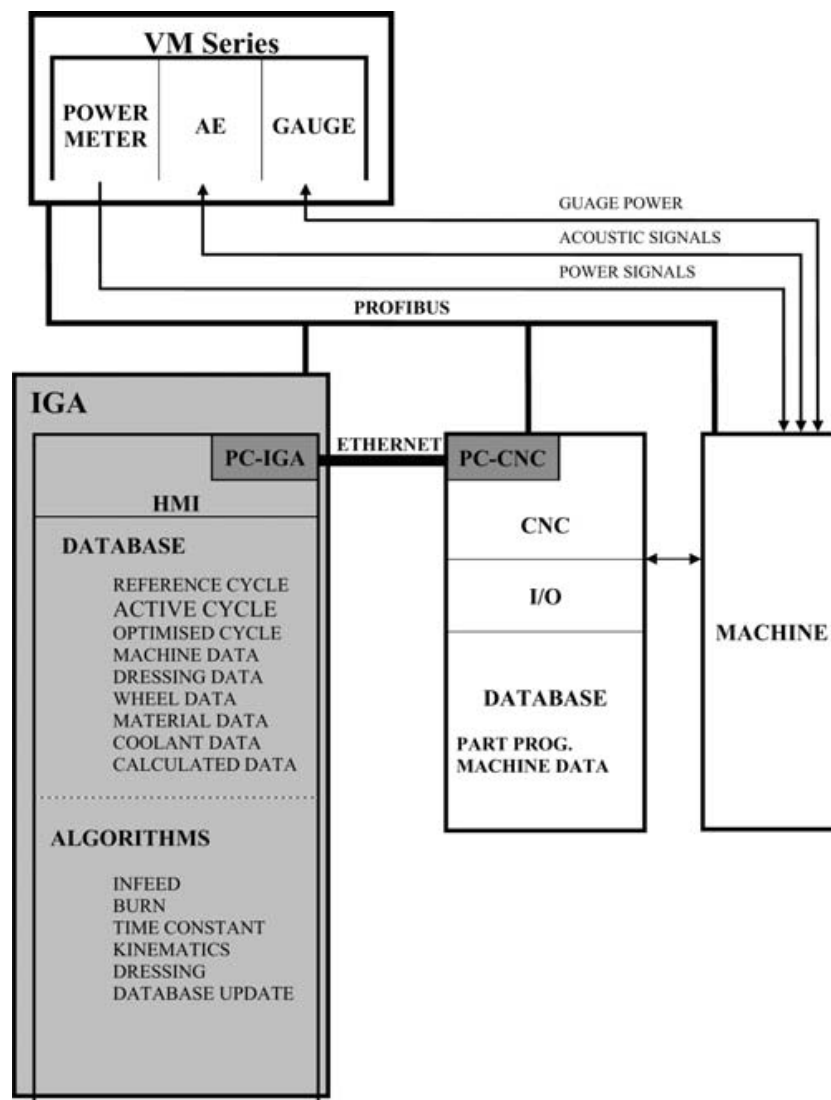 VM Series
POWER
METER
AE
GAUGE
GUAGE POWER
ACOUSTIC SIGNALS
POWER SIGNALS
PROFIBUS
IGA
PC-IGA
ETHERNET
PC-CNC
HMI
DATABASE
REFERENCE CYCLE
ACTIVE CYCLE
OPTIMISED CYCLE
MACHINE DATA
DRESSING DATA
WHEEL DATA
MATERIAL DATA
COOLANT DATA
CALCULATED DATA
ALGORITHMS
INFEED
BURN
TIME CONSTANT
KINEMATICS
DRESSING
DATABASE UPDATE
CNC
I/O
DATABASE
PART PROG.
MACHINE DATA
MACHINE